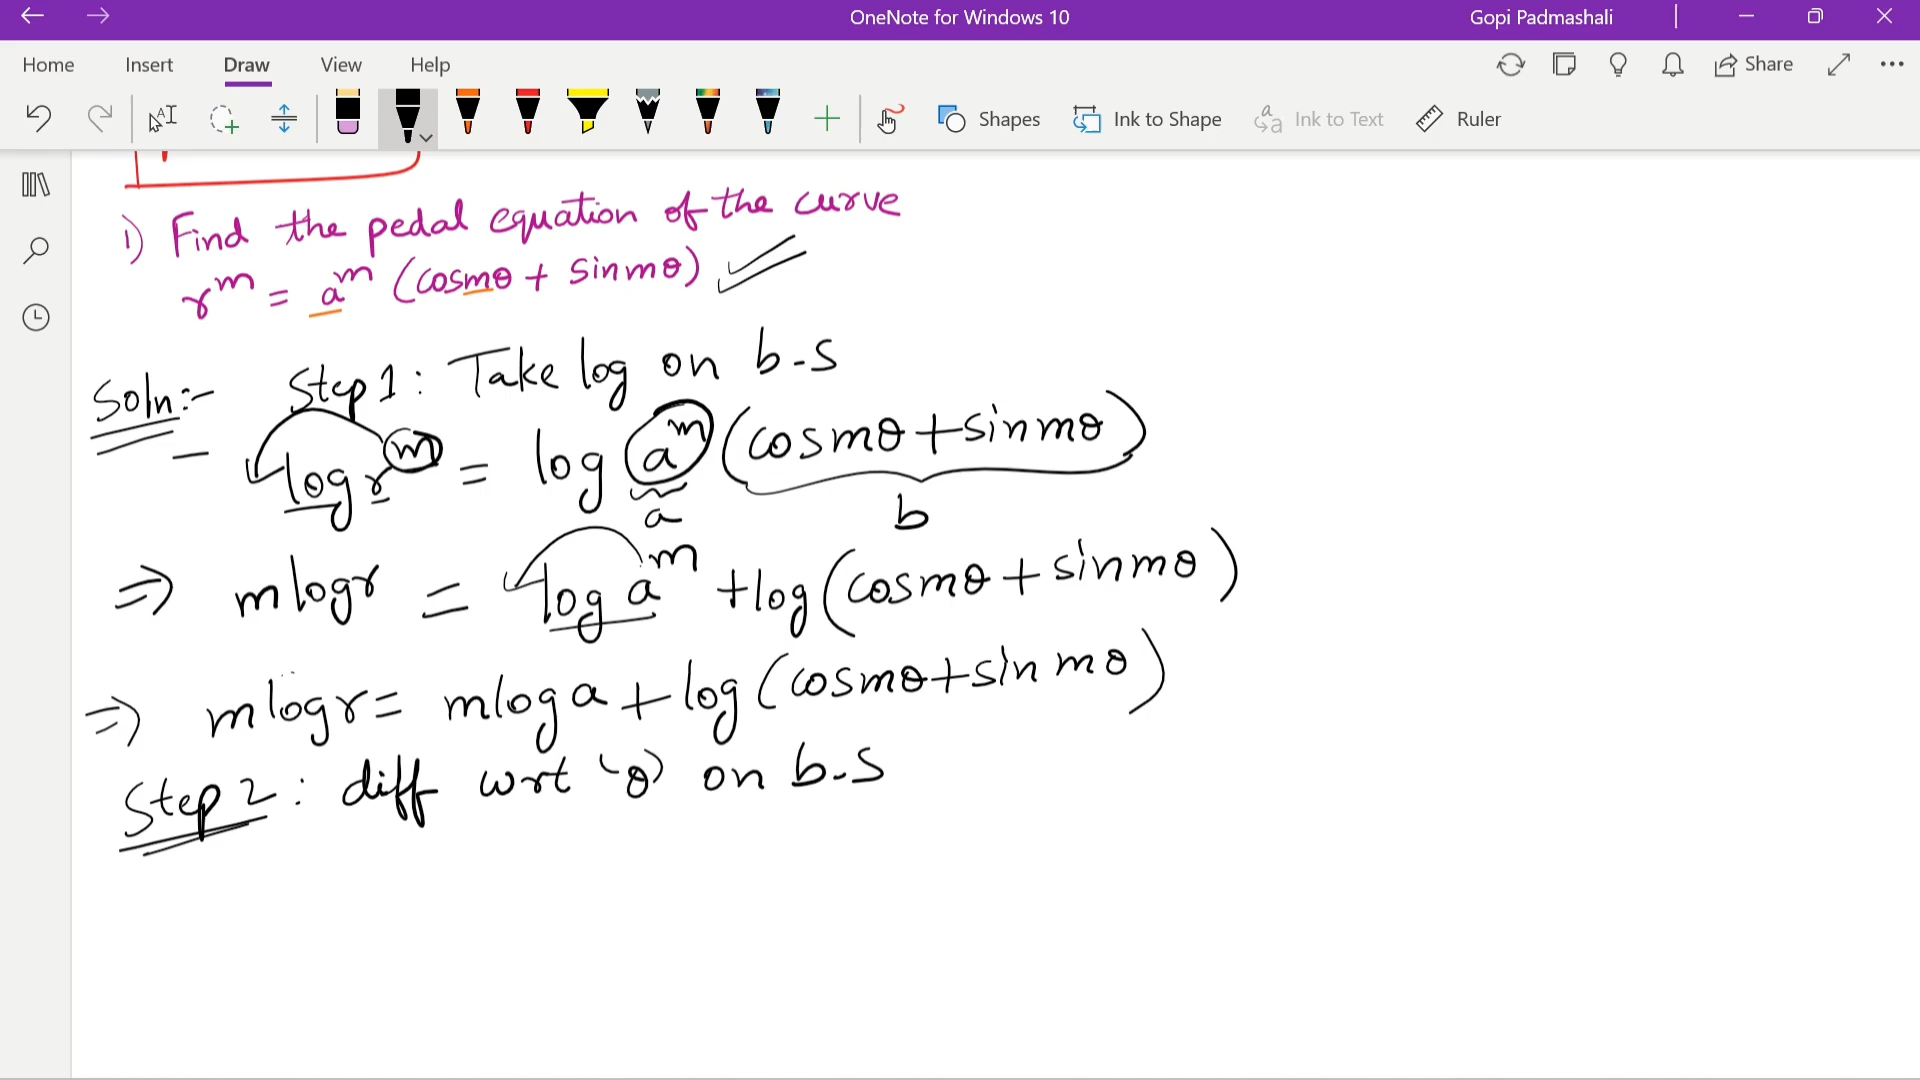 OneNote for Windows 10
Gopi Padmashali
Home Insert Draw View Help
Share
Shapes Ink to Shape Ink to Text Ruler
1) Find the pedal equation of the curve
r^m = a^m (cosmθ + sinmθ)
Soln:- Step 1: Take log on b-s
log r^m = log a^m (cosmθ + sinmθ)
a b
⇒ m log r = log a^m + log (cosmθ + sinmθ)
⇒ m log r = m log a + log (cosmθ + sin mθ)
Step 2: diff wrt 'θ' on b-s